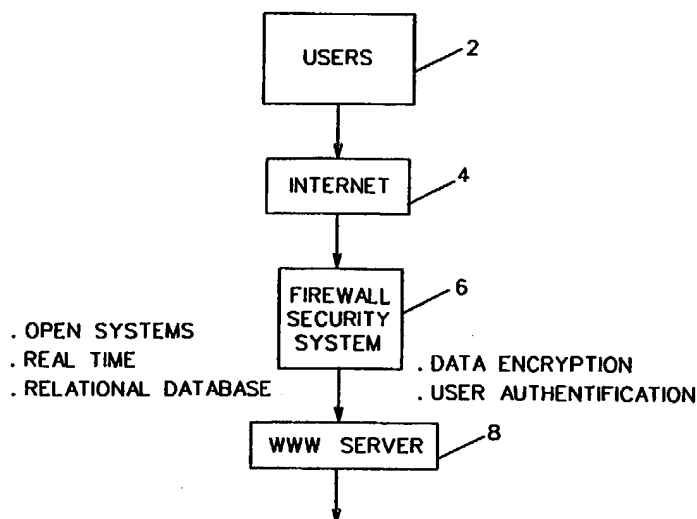 USERS
2
INTERNET
4
FIREWALL
SECURITY
SYSTEM
6
. OPEN SYSTEMS
. REAL TIME
. RELATIONAL DATABASE
. DATA ENCRYPTION
. USER AUTHENTIFICATION
WWW SERVER
8